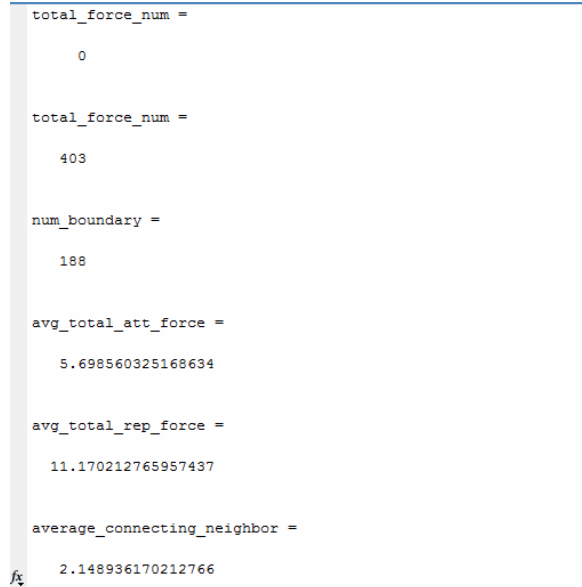 total_force_num =
0
total_force_num =
403
num_boundary =
188
avg_total_att_force =
5.698560325168634
avg_total_rep_force =
11.170212765957437
average_connecting_neighbor =
2.148936170212766
fx